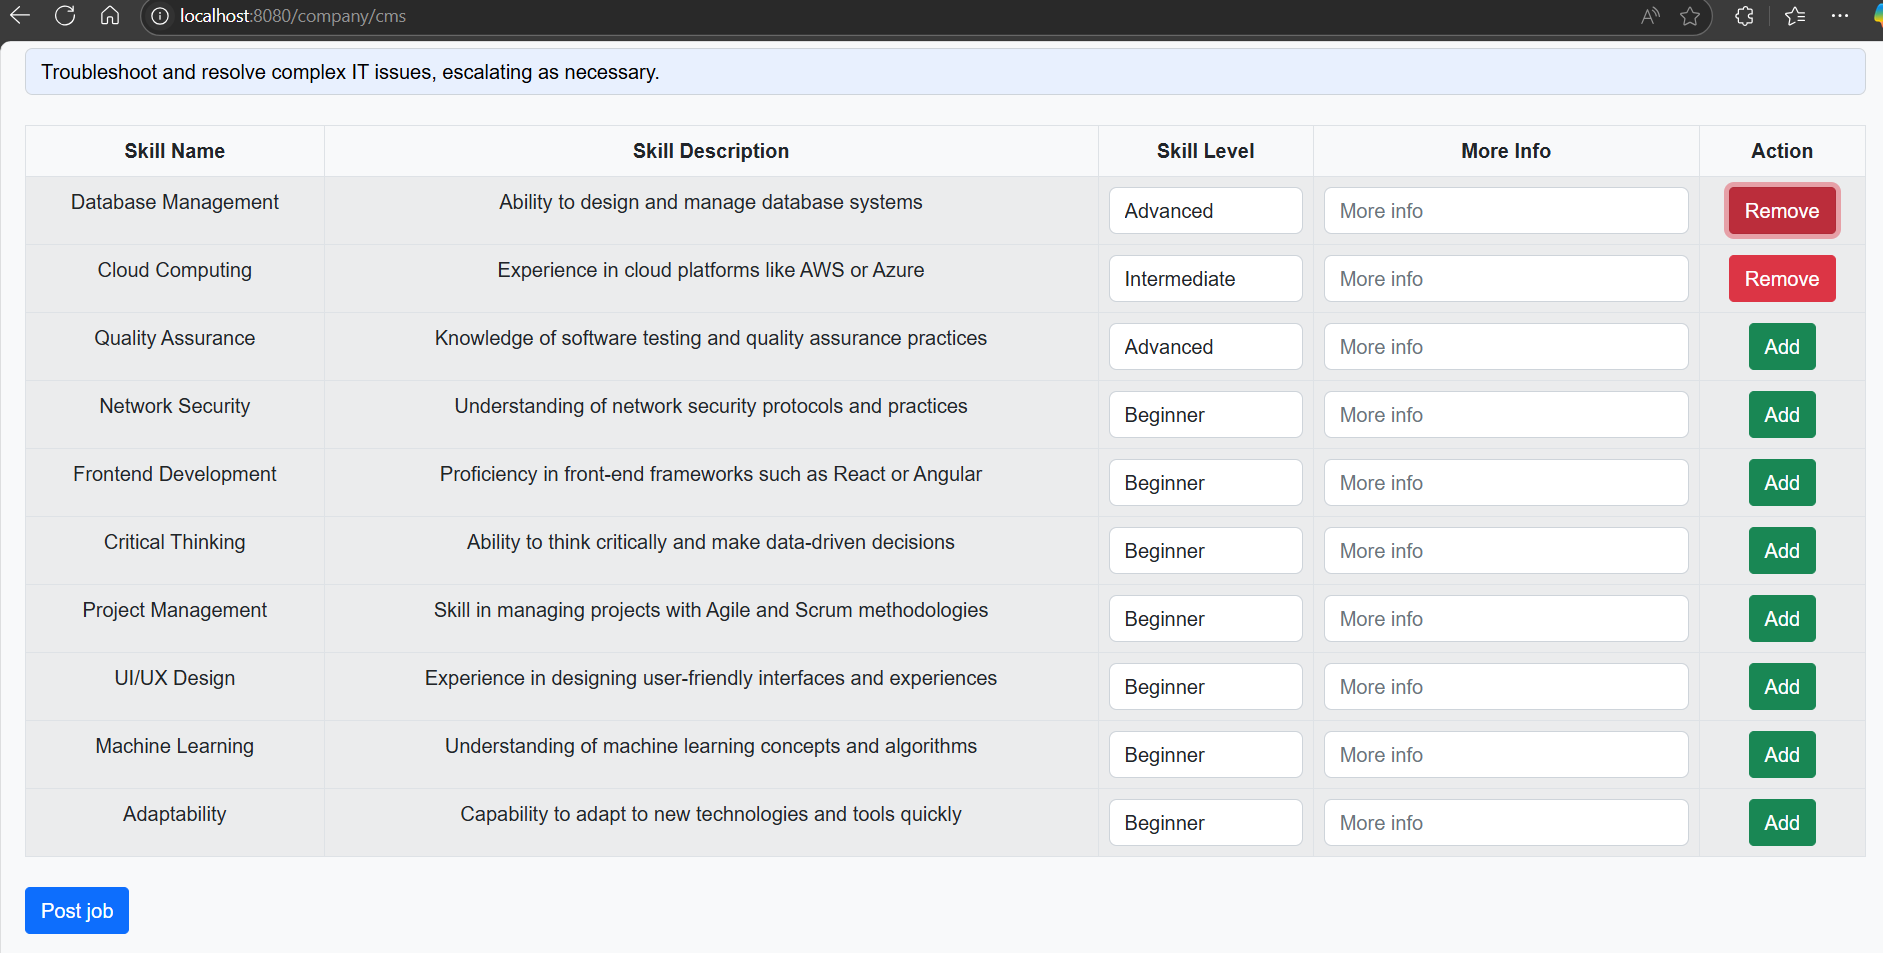 localhost:8080/company/cms
Troubleshoot and resolve complex IT issues, escalating as necessary.
Skill Name Skill Description Skill Level More Info Action
Database Management Ability to design and manage database systems Advanced More info Remove
Cloud Computing Experience in cloud platforms like AWS or Azure Intermediate More info Remove
Quality Assurance Knowledge of software testing and quality assurance practices Advanced More info Add
Network Security Understanding of network security protocols and practices Beginner More info Add
Frontend Development Proficiency in front-end frameworks such as React or Angular Beginner More info Add
Critical Thinking Ability to think critically and make data-driven decisions Beginner More info Add
Project Management Skill in managing projects with Agile and Scrum methodologies Beginner More info Add
UI/UX Design Experience in designing user-friendly interfaces and experiences Beginner More info Add
Machine Learning Understanding of machine learning concepts and algorithms Beginner More info Add
Adaptability Capability to adapt to new technologies and tools quickly Beginner More info Add
Post job